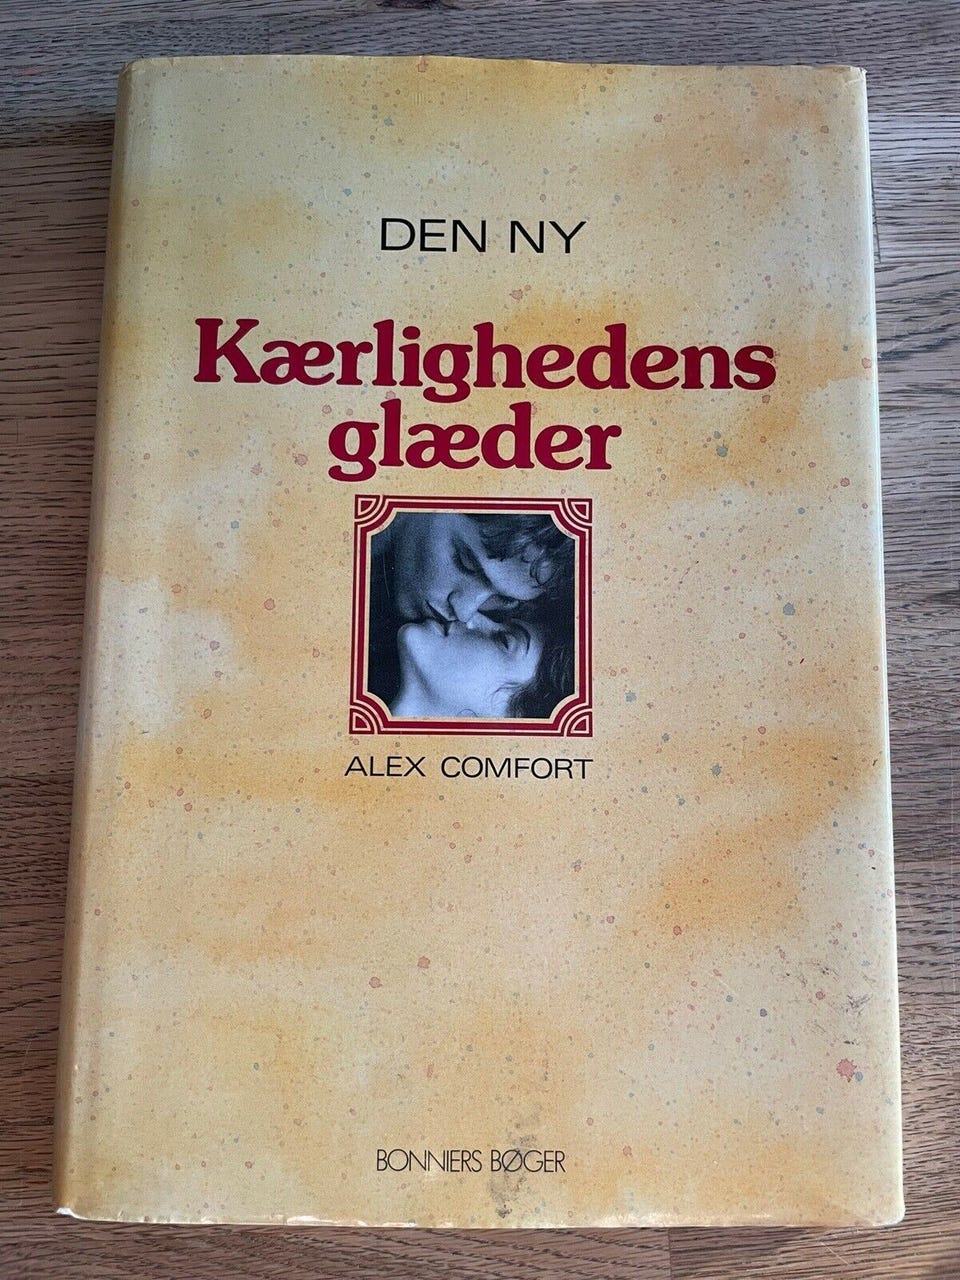 DEN NY
Kærlighedens
glæder
ALEX COMFORT
BONNIERS BØGER